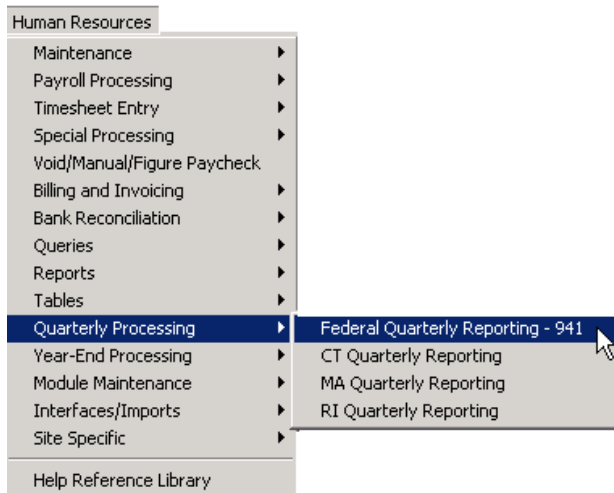 Human Resources
Maintenance
Payroll Processing
Timesheet Entry
Special Processing
Void/Manual/Figure Paycheck
Billing and Invoicing
Bank Reconciliation
Queries
Reports
Tables
Quarterly Processing
Federal Quarterly Reporting - 941
Year-End Processing
CT Quarterly Reporting
Module Maintenance
MA Quarterly Reporting
Interfaces/Imports
RI Quarterly Reporting
Site Specific
Help Reference Library